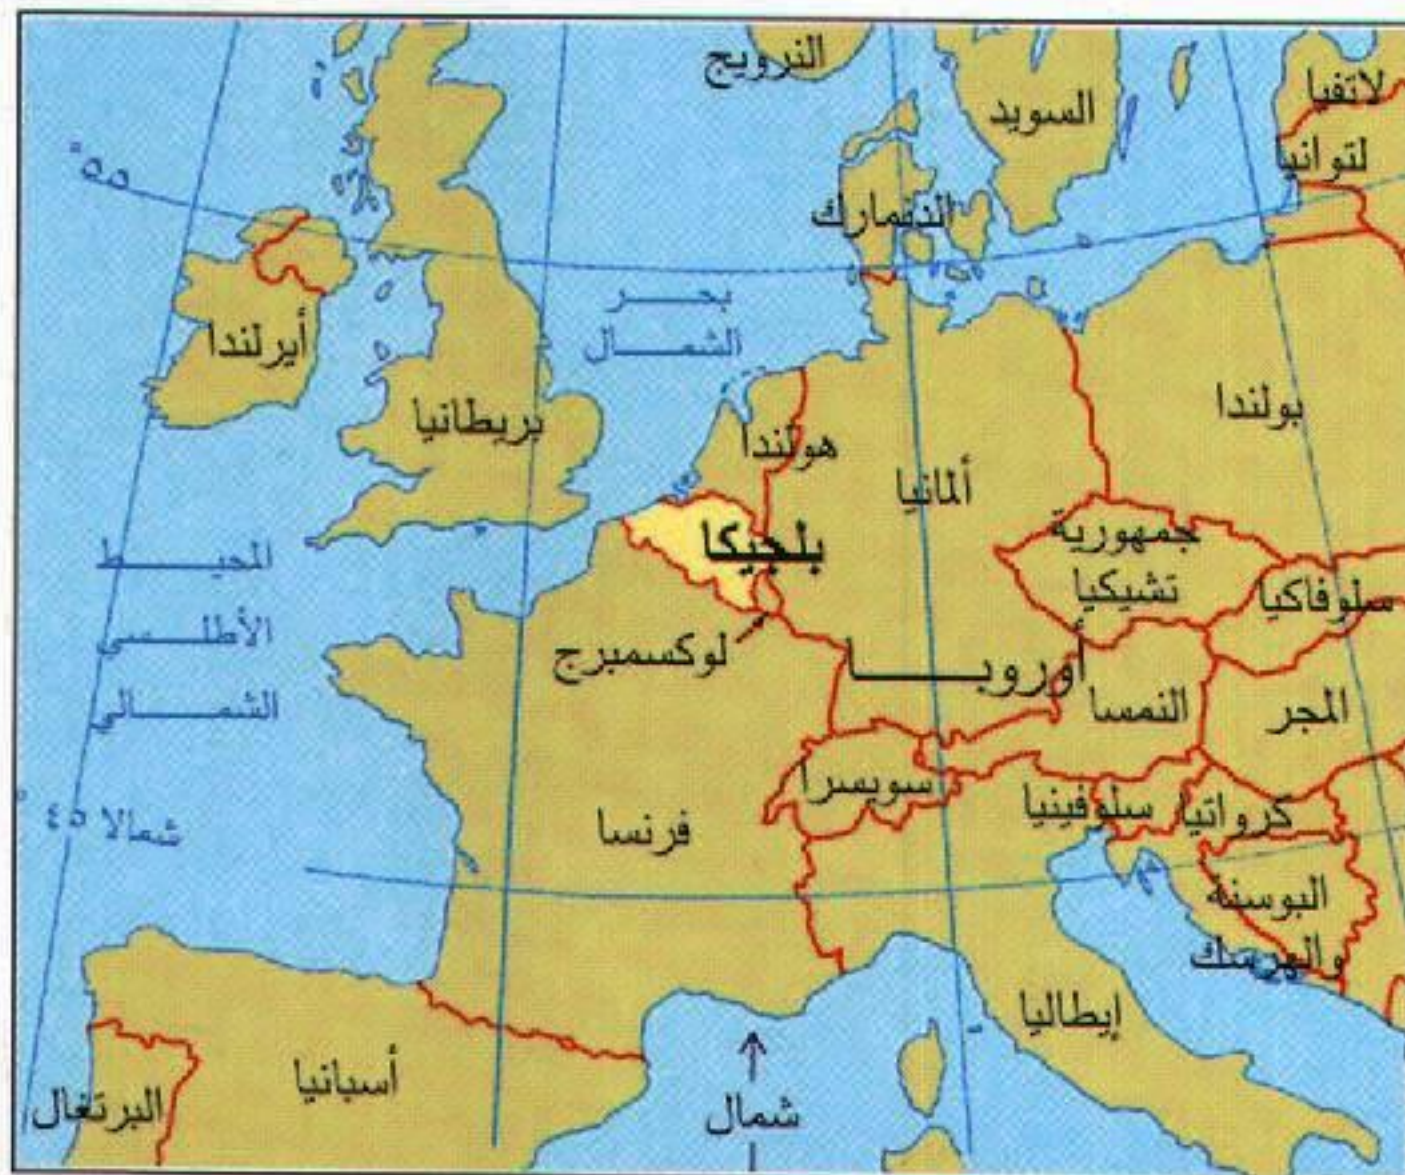 النرويج
السويد
لاتفيا
لتوانيا
الدنمارك
°٥٥
بحر
الشمال
أيرلندا
بريطانيا
هولندا
ألمانيا
بولندا
بلجيكا
جمهورية
تشيكيا
سلوفاكيا
المحيط
الأطلسي
الشمالي
لوكسمبرج
أوروبا
النمسا
المجر
سويسرا
سلوفينيا
كرواتيا
فرنسا
°٤٥ شمالا
البوسنة
والهرسك
إيطاليا
أسبانيا
البرتغال
شمال